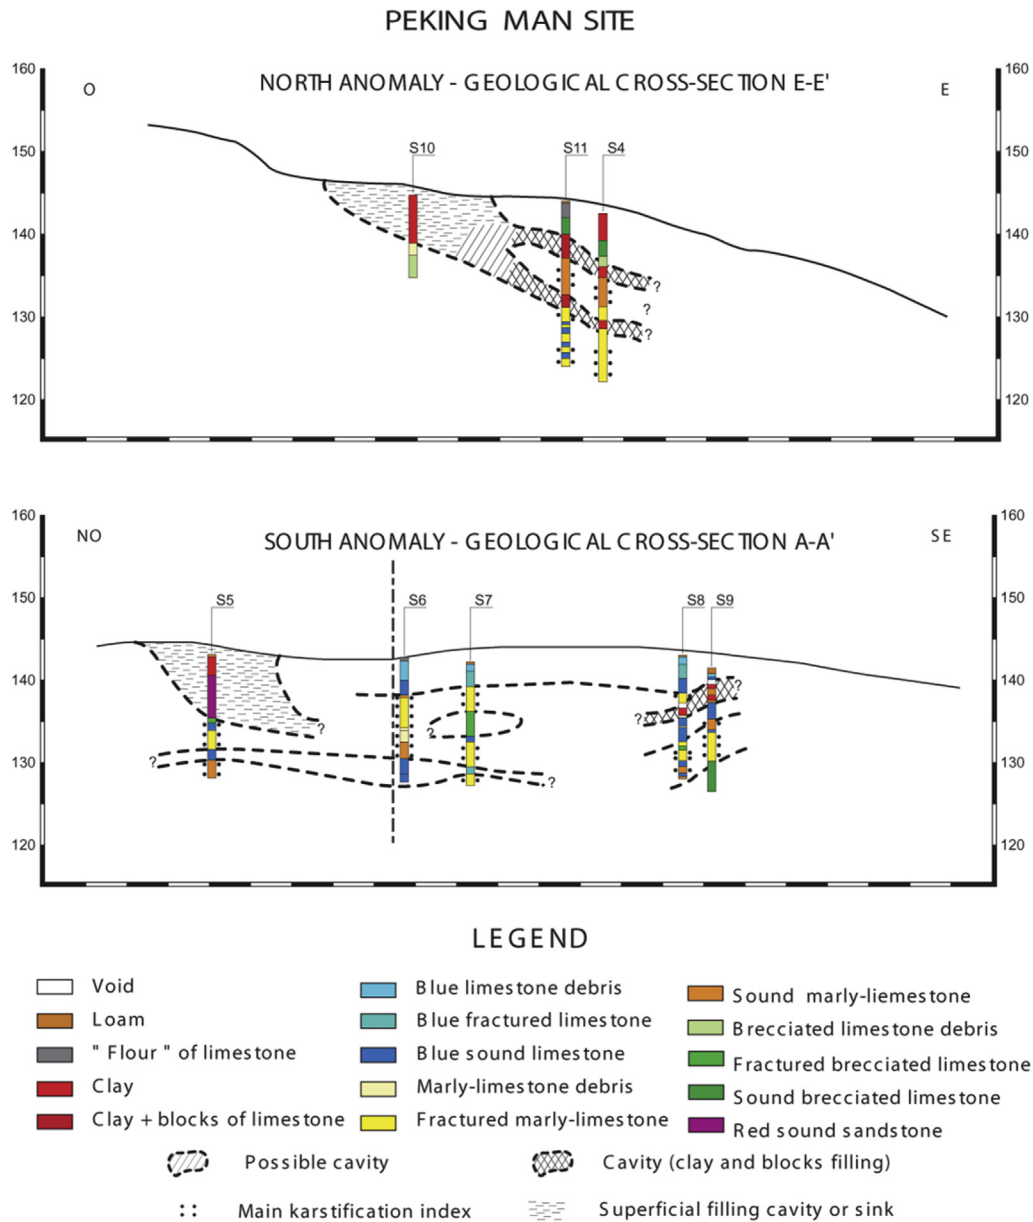 PEKING MAN SITE
NORTH ANOMALY - GEOLOGICAL CROSS-SECTION E-E'
O
E
160
150
140
130
120
160
150
140
130
120
S10
S11
S4
?
?
?
SOUTH ANOMALY - GEOLOGICAL CROSS-SECTION A-A'
NO
SE
160
150
140
130
120
160
150
140
130
120
S5
S6
S7
S8
S9
?
?
?
?
?
?
LEGEND
Void
Loam
" Flour " of limestone
Clay
Clay + blocks of limestone
Blue limestone debris
Blue fractured limestone
Blue sound limestone
Marly-limestone debris
Fractured marly-limestone
Sound marly-liemestone
Brecciated limestone debris
Fractured brecciated limestone
Sound brecciated limestone
Red sound sandstone
Possible cavity
Cavity (clay and blocks filling)
Main karstification index
Superficial filling cavity or sink